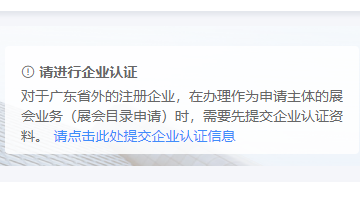 请进行企业认证
对于广东省外的注册企业，在办理作为申请主体的展
会业务（展会目录申请）时，需要先提交企业认证资
料。 请点击此处提交企业认证信息